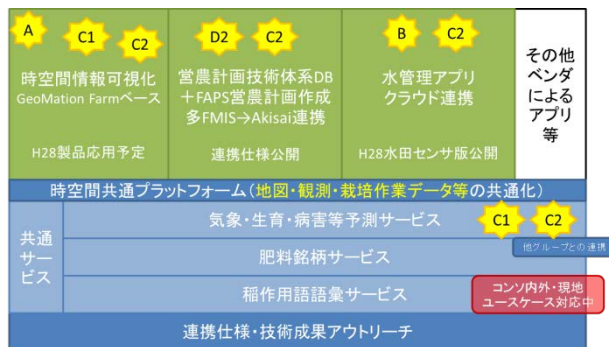 A
C1
C2
時空間情報可視化
GeoMation Farmベース
H28製品応用予定
D2
C2
営農計画技術体系DB
+FAPS営農計画作成
多FMIS→Akisai連携
連携仕様公開
B
C2
水管理アプリ
クラウド連携
H28水田センサ版公開
その他
ベンダ
による
アプリ
等
時空間共通プラットフォーム(地図・観測・栽培作業データ等の共通化)
共通
サー
ビス
気象・生育・病害等予測サービス
C1
C2
他グループとの連携
肥料銘柄サービス
稲作用語語彙サービス
コンソ内外・現地
ユースケース対応中
連携仕様・技術成果アウトリーチ